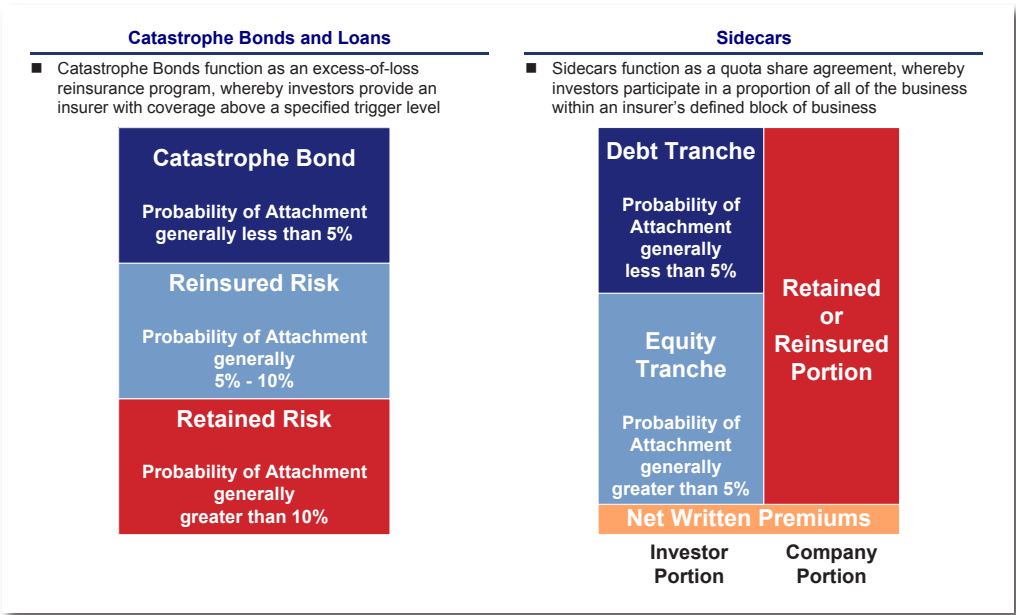 Catastrophe Bonds and Loans
■ Catastrophe Bonds function as an excess-of-loss
reinsurance program, whereby investors provide an
insurer with coverage above a specified trigger level
Catastrophe Bond
Probability of Attachment
generally less than 5%
Reinsured Risk
Probability of Attachment
generally
5% - 10%
Retained Risk
Probability of Attachment
generally
greater than 10%
Sidecars
■ Sidecars function as a quota share agreement, whereby
investors participate in a proportion of all of the business
within an insurer’s defined block of business
Debt Tranche
Probability of
Attachment
generally
less than 5%
Equity
Tranche
Probability of
Attachment
generally
greater than 5%
Retained
or
Reinsured
Portion
Net Written Premiums
Investor
Portion
Company
Portion